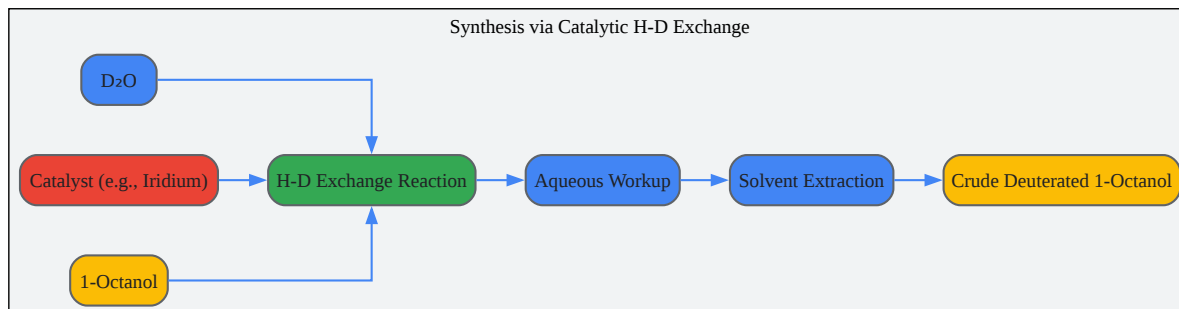 Synthesis via Catalytic H-D Exchange
D₂O
Catalyst (e.g., Iridium)
H-D Exchange Reaction
Aqueous Workup
Solvent Extraction
Crude Deuterated 1-Octanol
1-Octanol